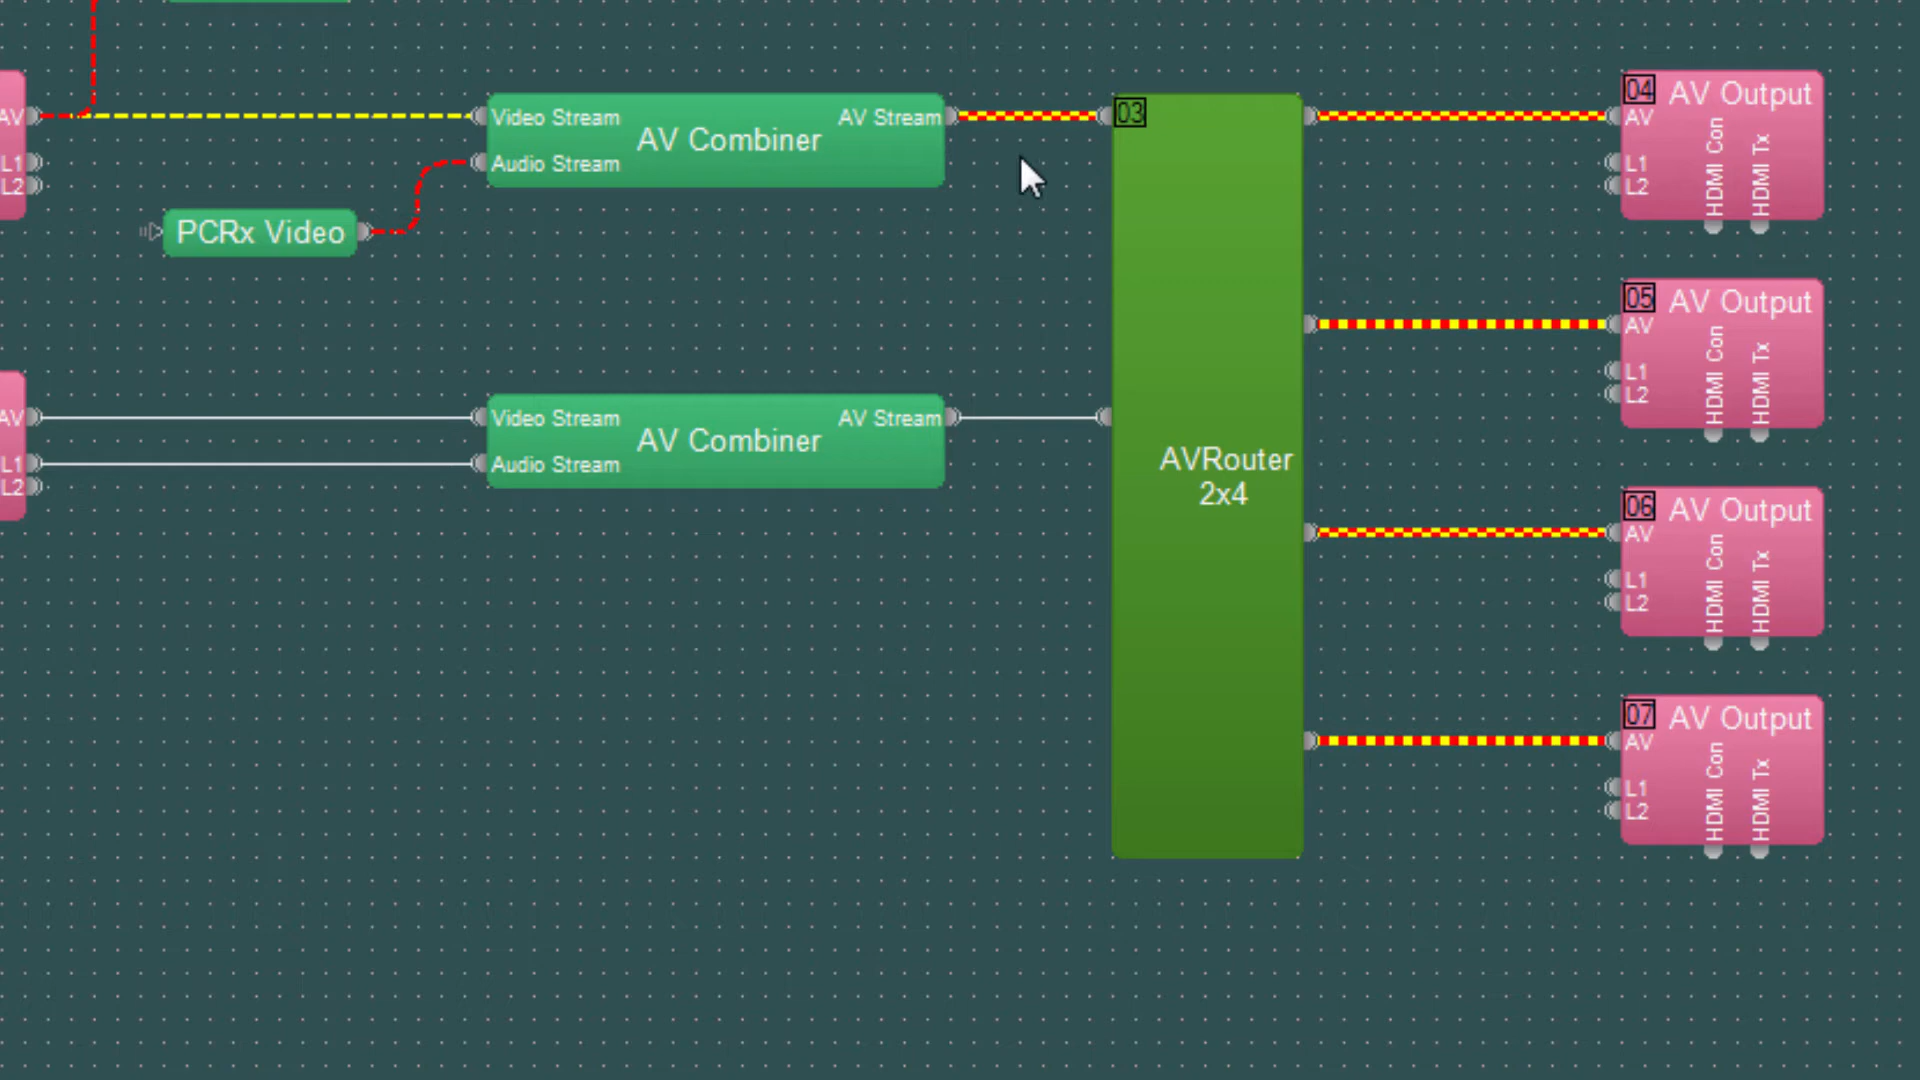 AV
L1
L2
PCRx Video
Video Stream
Audio Stream
AV Combiner
AV Stream
AV
L1
L2
Video Stream
Audio Stream
AV Combiner
AV Stream
03
AVRouter
2x4
04 AV Output
AV
L1
L2
HDMI Con
HDMI Tx
05 AV Output
AV
L1
L2
HDMI Con
HDMI Tx
06 AV Output
AV
L1
L2
HDMI Con
HDMI Tx
07 AV Output
AV
L1
L2
HDMI Con
HDMI Tx